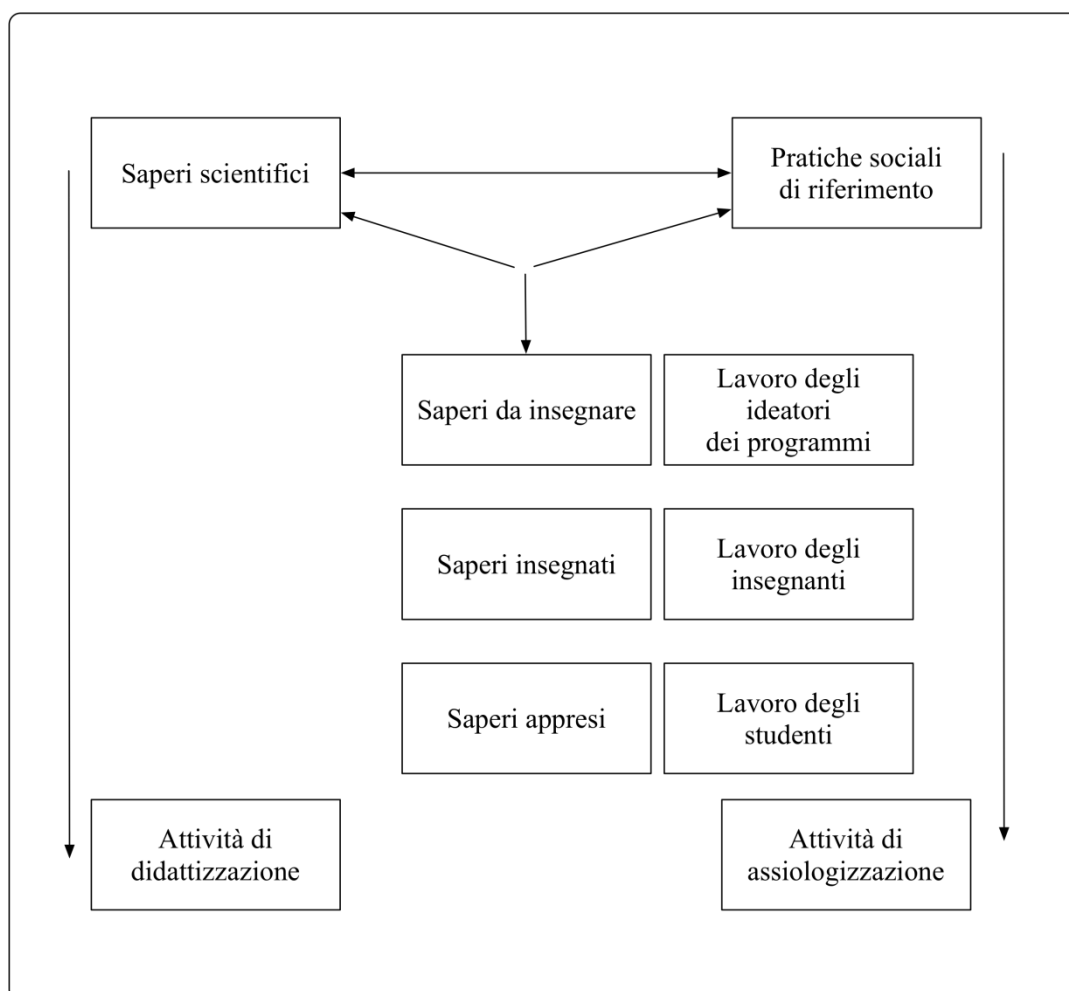 Saperi scientifici
Pratiche sociali
di riferimento
Saperi da insegnare
Lavoro degli
ideatori
dei programmi
Saperi insegnati
Lavoro degli
insegnanti
Saperi appresi
Lavoro degli
studenti
Attività di
didattizzazione
Attività di
assiologizzazione